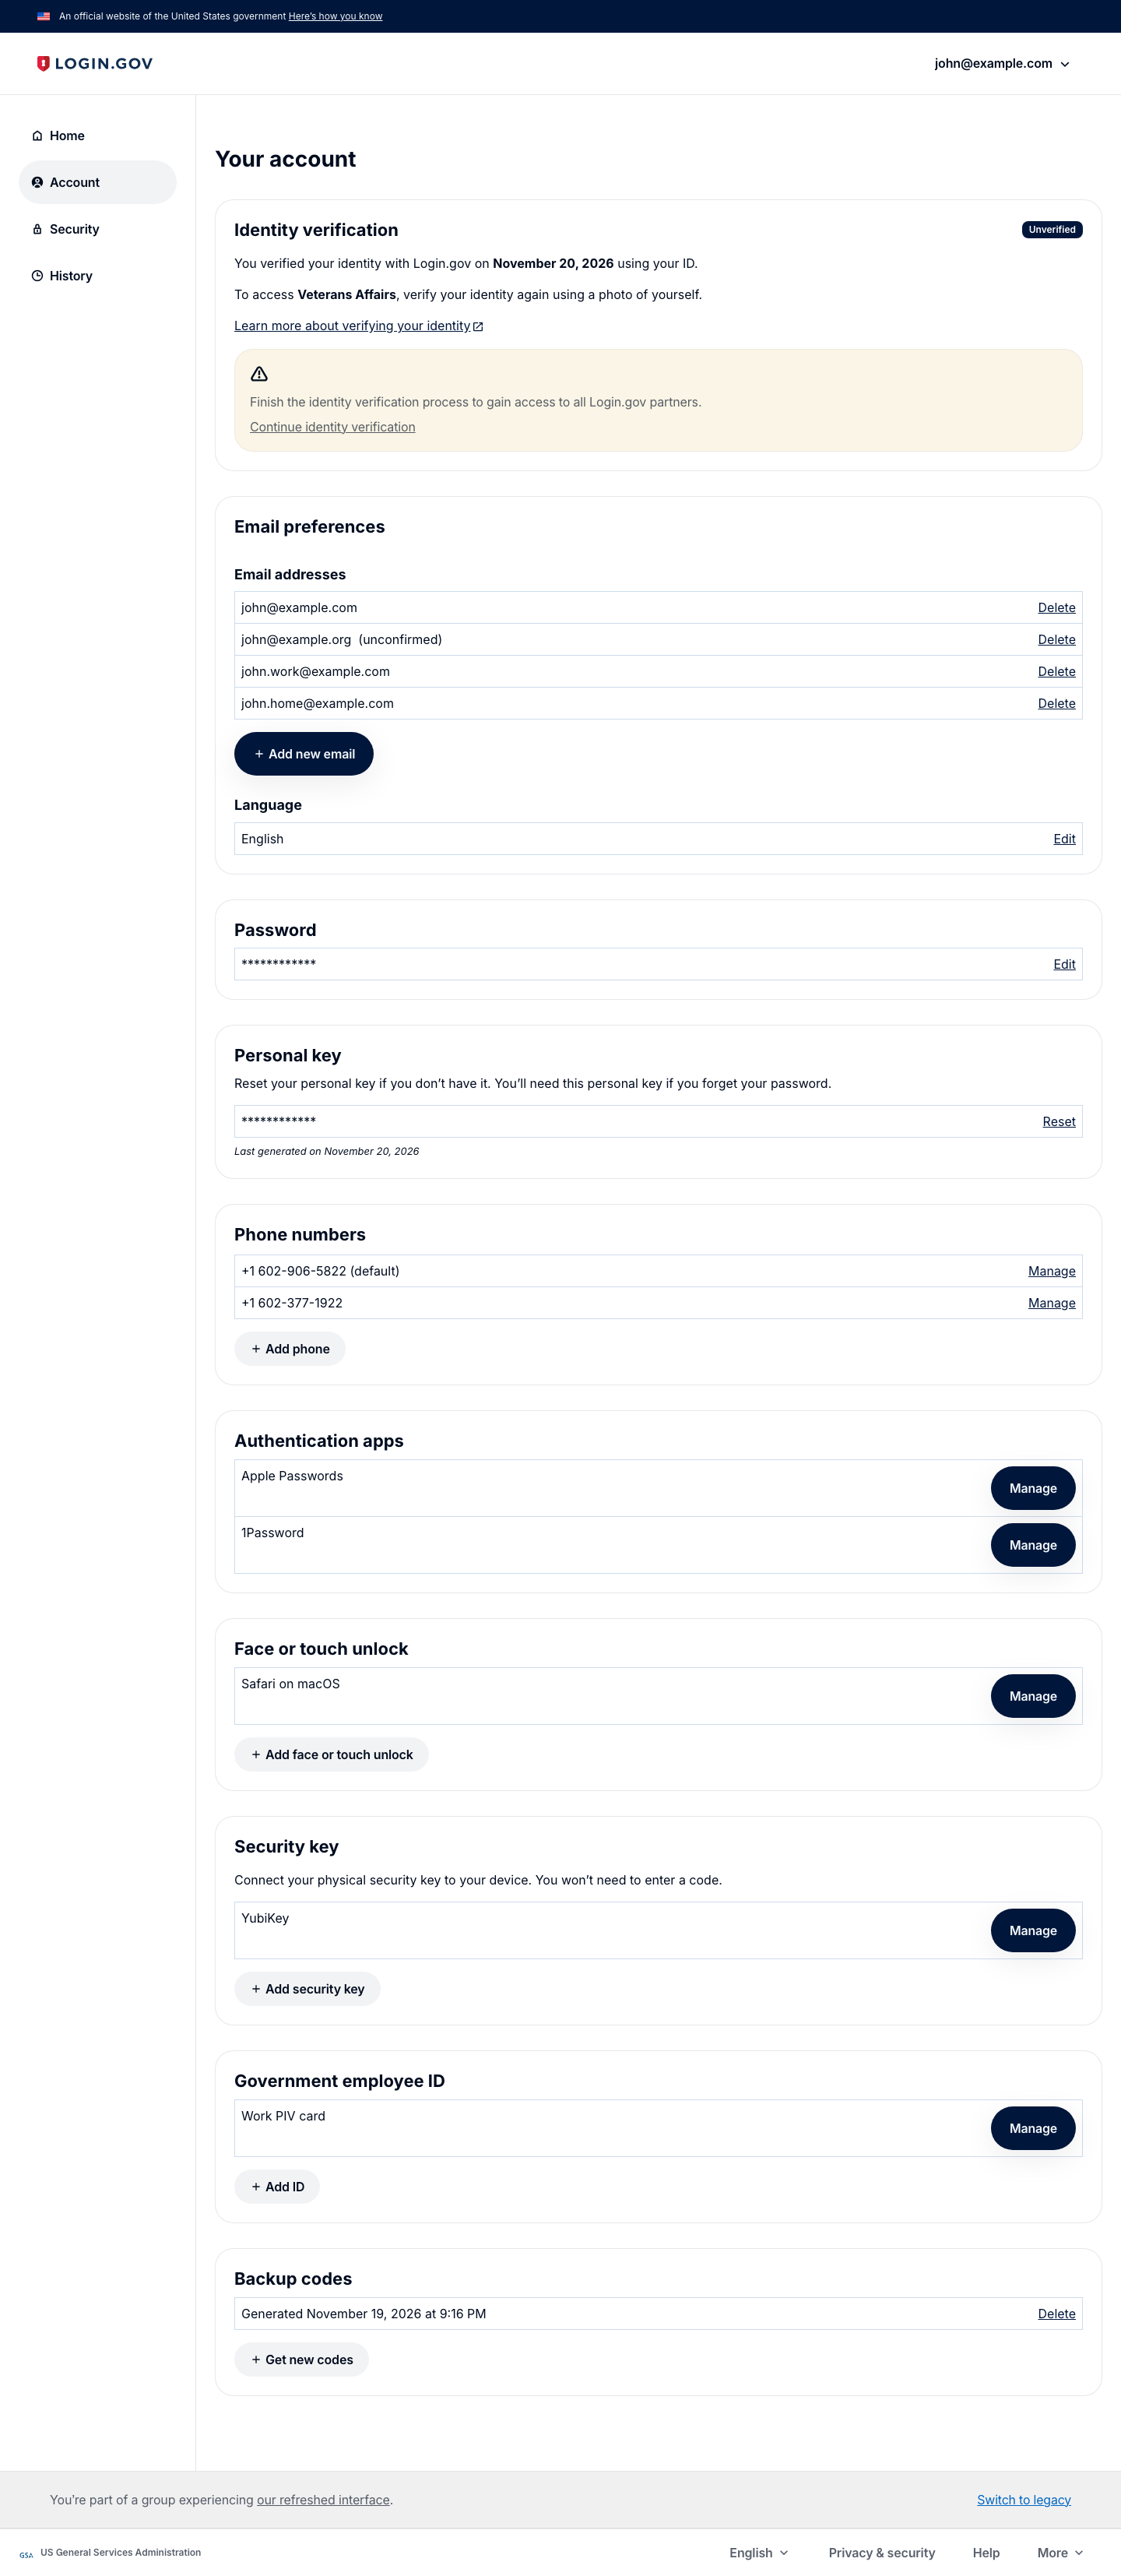 An official website of the United States government Here’s how you know
LOGIN.GOV
john@example.com
Home
Account
Security
History
Your account
Identity verification
Unverified
You verified your identity with Login.gov on November 20, 2026 using your ID.
To access Veterans Affairs, verify your identity again using a photo of yourself.
Learn more about verifying your identity
Finish the identity verification process to gain access to all Login.gov partners.
Continue identity verification
Email preferences
Email addresses
john@example.com Delete
john@example.org (unconfirmed) Delete
john.work@example.com Delete
john.home@example.com Delete
+ Add new email
Language
English Edit
Password
************ Edit
Personal key
Reset your personal key if you don’t have it. You’ll need this personal key if you forget your password.
************ Reset
Last generated on November 20, 2026
Phone numbers
+1 602-906-5822 (default) Manage
+1 602-377-1922 Manage
+ Add phone
Authentication apps
Apple Passwords Manage
1Password Manage
Face or touch unlock
Safari on macOS Manage
+ Add face or touch unlock
Security key
Connect your physical security key to your device. You won’t need to enter a code.
YubiKey Manage
+ Add security key
Government employee ID
Work PIV card Manage
+ Add ID
Backup codes
Generated November 19, 2026 at 9:16 PM Delete
+ Get new codes
You’re part of a group experiencing our refreshed interface. Switch to legacy
GSA US General Services Administration English Privacy & security Help More